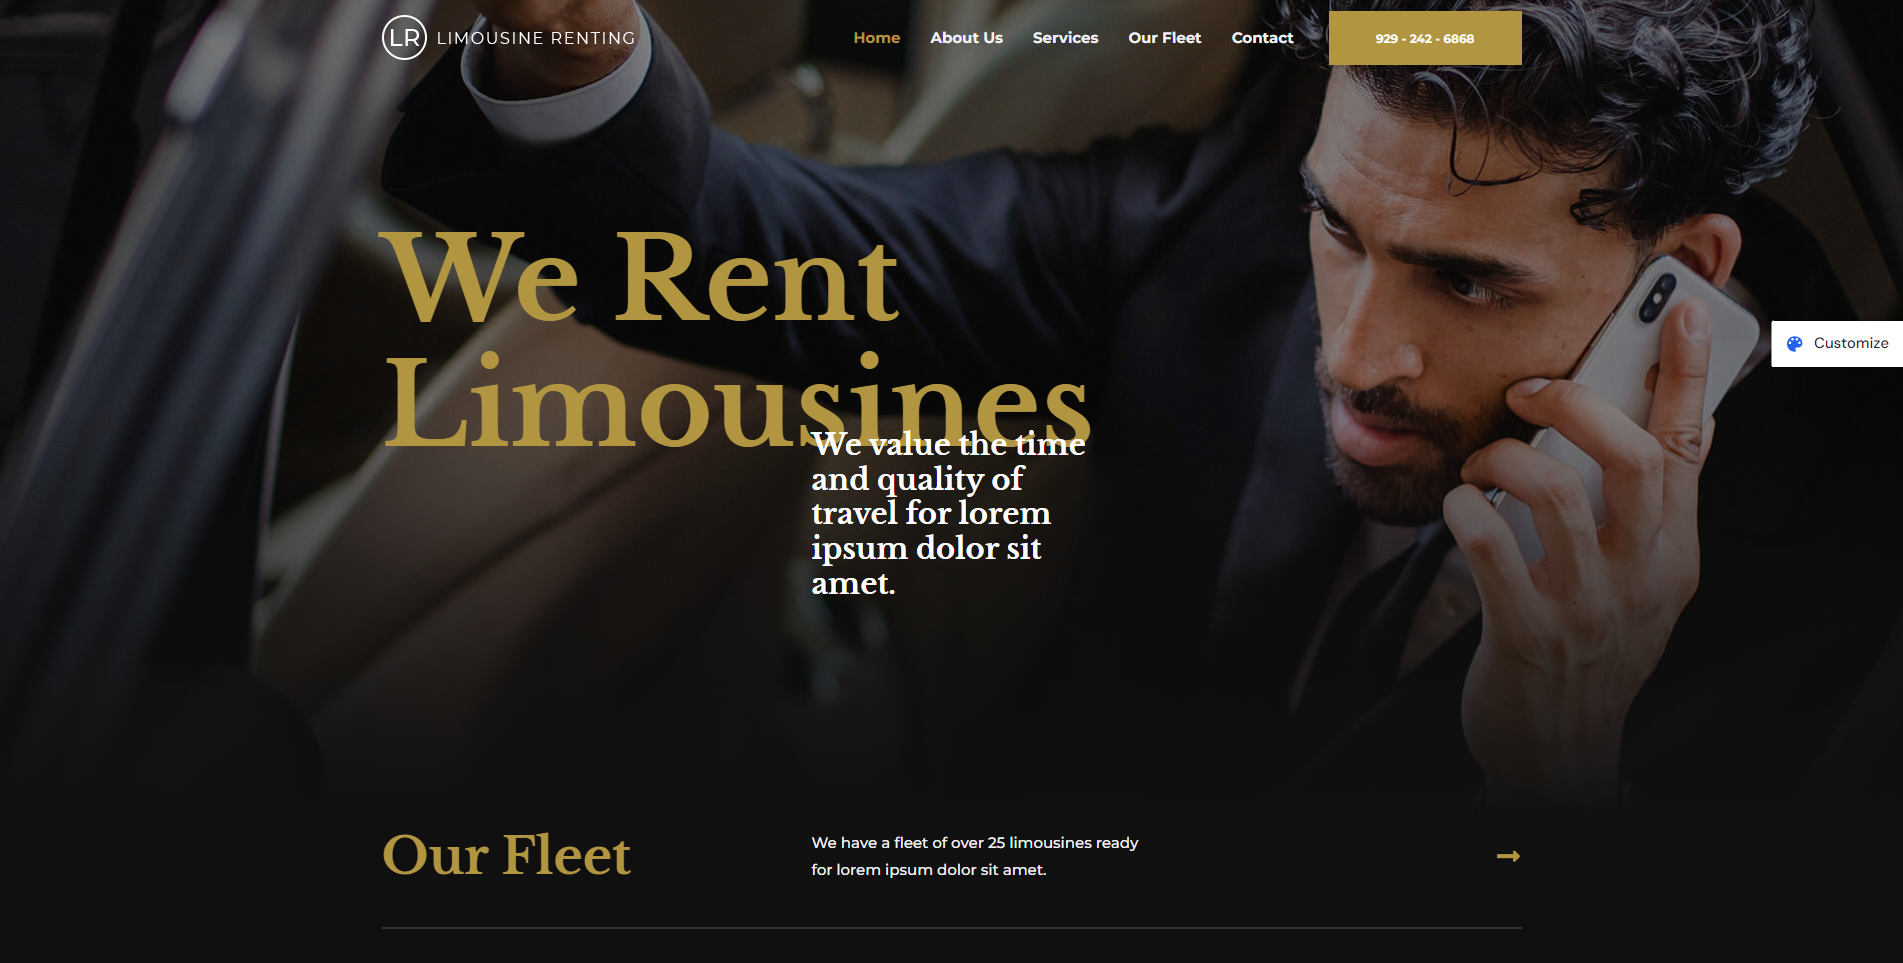 LR LIMOUSINE RENTING
Home About Us Services Our Fleet Contact 929 - 242 - 6868
We Rent
Limousines
We value the time
and quality of
travel for lorem
ipsum dolor sit
amet.
Customize
Our Fleet
We have a fleet of over 25 limousines ready
for lorem ipsum dolor sit amet.